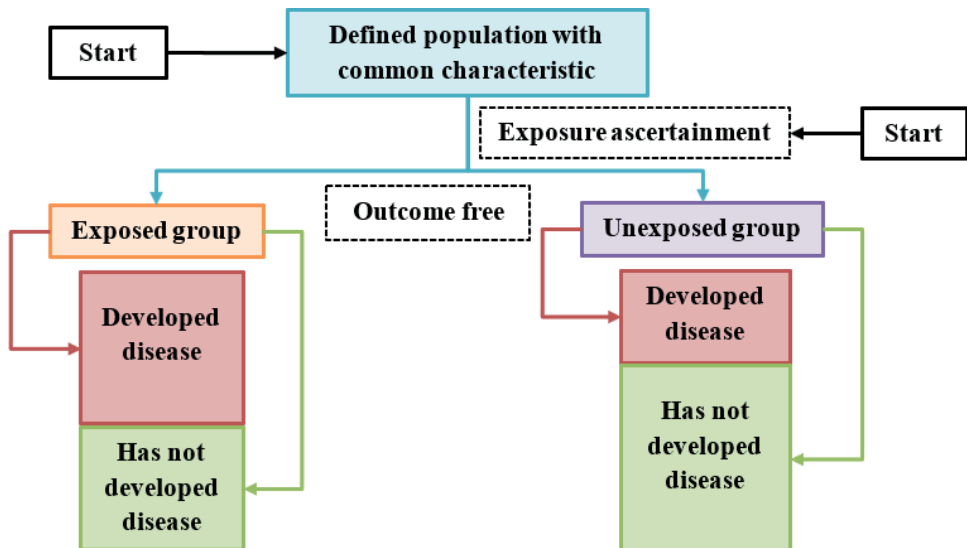 Start
Defined population with
common characteristic
Exposure ascertainment
Start
Outcome free
Exposed group
Unexposed group
Developed
disease
Developed
disease
Has not
developed
disease
Has not
developed
disease